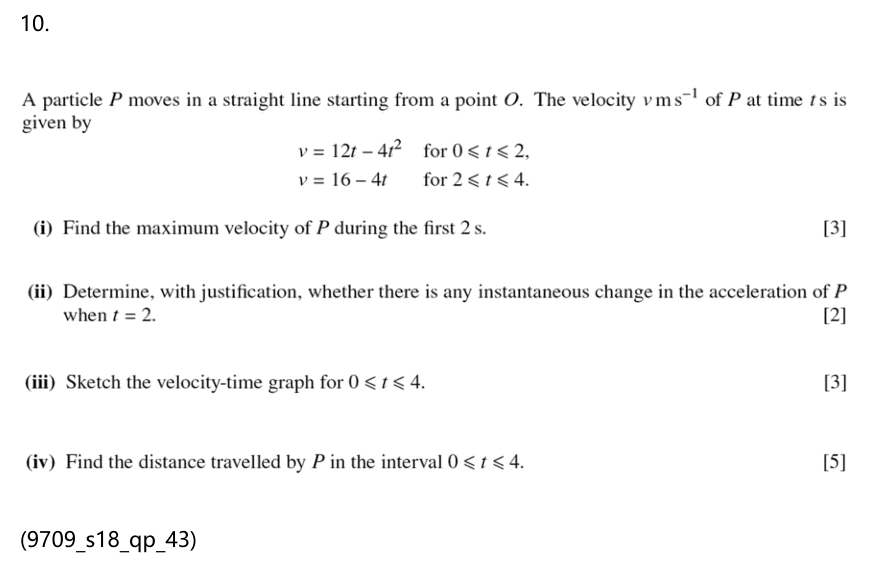 10.
A particle P moves in a straight line starting from a point O. The velocity v m s⁻¹ of P at time t s is
given by
v = 12t – 4t² for 0 ⩽ t ⩽ 2,
v = 16 – 4t for 2 ⩽ t ⩽ 4.
(i) Find the maximum velocity of P during the first 2 s. [3]
(ii) Determine, with justification, whether there is any instantaneous change in the acceleration of P
when t = 2. [2]
(iii) Sketch the velocity-time graph for 0 ⩽ t ⩽ 4. [3]
(iv) Find the distance travelled by P in the interval 0 ⩽ t ⩽ 4. [5]
(9709_s18_qp_43)